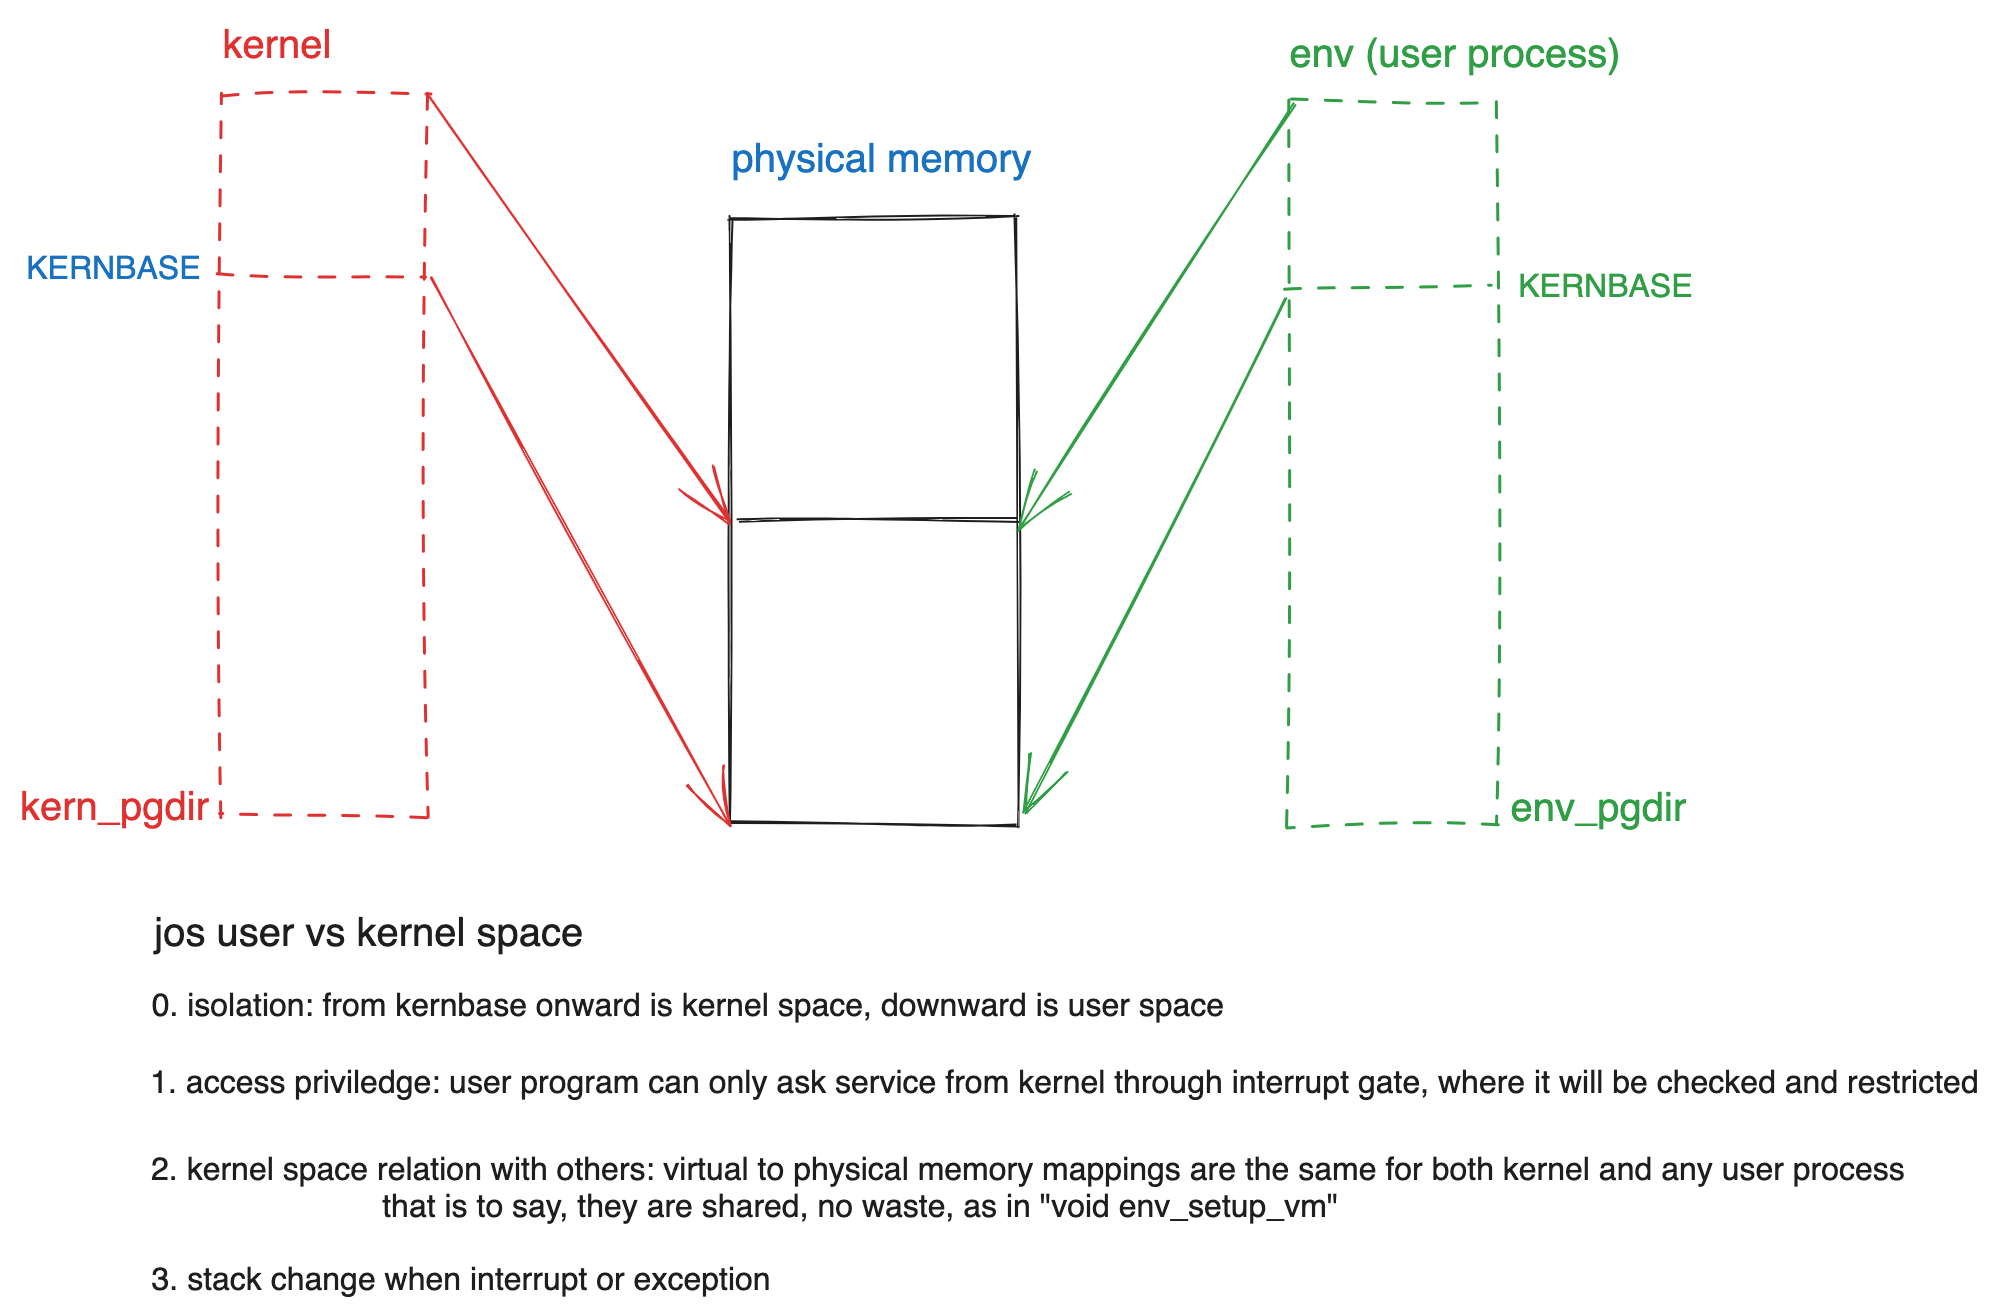 kernel
env (user process)
physical memory
KERNBASE
KERNBASE
kern_pgdir
env_pgdir
jos user vs kernel space
0. isolation: from kernbase onward is kernel space, downward is user space
1. access priviledge: user program can only ask service from kernel through interrupt gate, where it will be checked and restricted
2. kernel space relation with others: virtual to physical memory mappings are the same for both kernel and any user process
that is to say, they are shared, no waste, as in "void env_setup_vm"
3. stack change when interrupt or exception